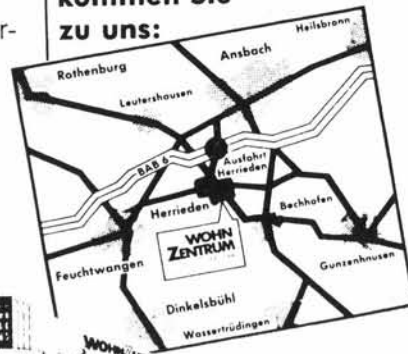 kommen Sie
zu uns:
r-
Heilsbronn
Ansbach
Rothenburg
Leutershausen
BAB 6
Ausfahrt
Herrieden
Herrieden
Bechhofen
WOHN
ZENTRUM
Feuchtwangen
Gunzenhausen
Dinkelsbühl
Wassertrüdingen
WOHN